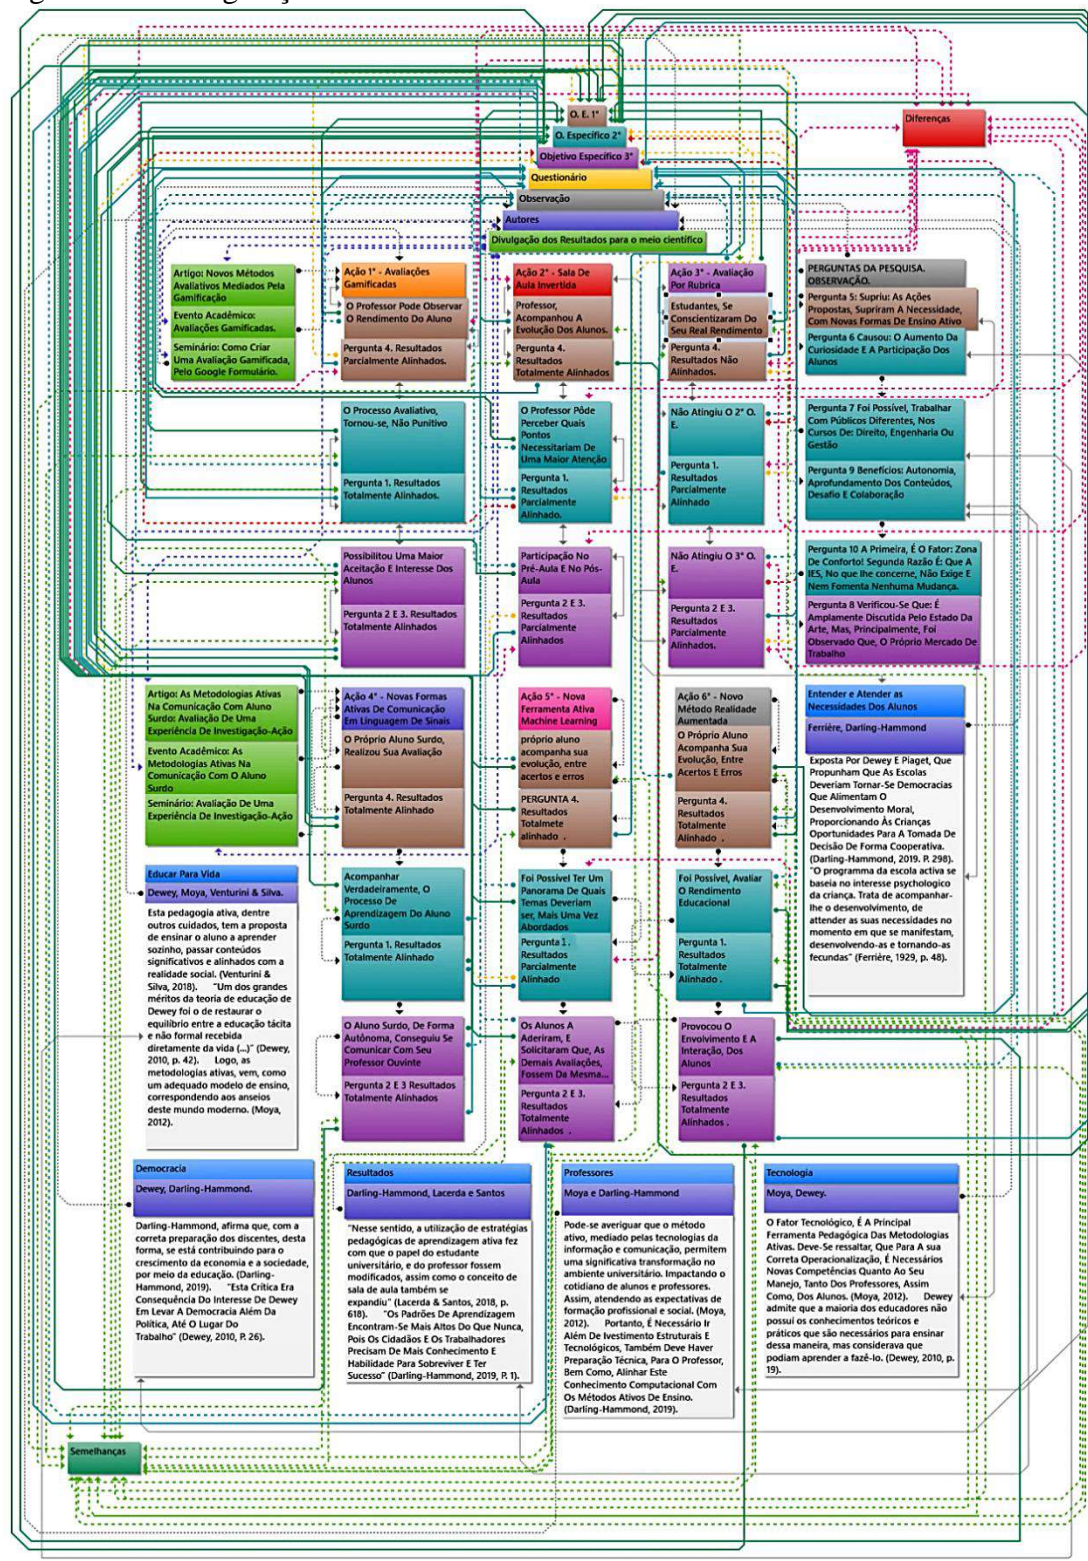 O. E. 1°
O. Específico 2°
Objetivo Específico 3°
Questionário
Observação
Autores
Divulgação dos Resultados para o meio científico
Diferenças
Artigo: Novos Métodos
Avaliativos Mediados Pela
Gamificação
Evento Acadêmico:
Avaliações Gamificadas.
Seminário: Como Criar
Uma Avaliação Gamificada,
Pelo Google Formulário.
Ação 1° - Avaliações
Gamificadas
O Professor Pode Observar
O Rendimento Do Aluno
Pergunta 4. Resultados
Parcialmente Alinhados.
Ação 2° - Sala De
Aula Invertida
Professor,
Acompanhou A
Evolução Dos Alunos.
Pergunta 4.
Resultados
Totalmente Alinhados
Ação 3° - Avaliação
Por Rubrica
Estudantes, Se
Conscientizaram Do
Seu Real Rendimento
Pergunta 4.
Resultados Não
Alinhados.
PERGUNTAS DA PESQUISA.
OBSERVAÇÃO.
Pergunta 5: Supriu: As Ações
Propostas, Supriram A Necessidade,
Com Novas Formas De Ensino Ativo
Pergunta 6 Causou: O Aumento Da
Curiosidade E A Participação Dos
Alunos
O Processo Avaliativo,
Tornou-se, Não Punitivo
Pergunta 1. Resultados
Totalmente Alinhados.
O Professor Pôde
Perceber Quais
Pontos
Necessitariam De
Uma Maior Atenção
Pergunta 1.
Resultados
Parcialmente
Alinhado.
Não Atingiu O 2° O.
E.
Pergunta 1.
Resultados
Parcialmente
Alinhado
Pergunta 7 Foi Possível, Trabalhar
Com Públicos Diferentes, Nos
Cursos De: Direito, Engenharia Ou
Gestão
Pergunta 9 Benefícios: Autonomia,
Aprofundamento Dos Conteúdos,
Desafio E Colaboração
Possibilitou Uma Maior
Aceitação E Interesse Dos
Alunos
Pergunta 2 E 3. Resultados
Totalmente Alinhados
Participação No
Pré-Aula E No Pós-
Aula
Pergunta 2 E 3.
Resultados
Parcialmente
Alinhados
Não Atingiu O 3° O.
E.
Pergunta 2 E 3.
Resultados
Parcialmente
Alinhados.
Pergunta 10 A Primeira, É O Fator: Zona
De Conforto! Segunda Razão É: Que A
IES, No que lhe concerne, Não Exige E
Nem Fomenta Nenhuma Mudança.
Pergunta 8 Verificou-Se Que: É
Amplamente Discutida Pelo Estado Da
Arte, Mas, Principalmente, Foi
Observado Que, O Próprio Mercado De
Trabalho
Artigo: As Metodologias Ativas
Na Comunicação Com Aluno
Surdo: Avaliação De Uma
Experiência De Investigação-Ação
Evento Acadêmico: As
Metodologias Ativas Na
Comunicação Com O Aluno
Surdo
Seminário: Avaliação De Uma
Experiência De Investigação-Ação
Ação 4° - Novas Formas
Ativas De Comunicação
Em Linguagem De Sinais
O Próprio Aluno Surdo,
Realizou Sua Avaliação
Pergunta 4. Resultados
Totalmente Alinhado
Ação 5° - Nova
Ferramenta Ativa
Machine Learning
próprio aluno
acompanha sua
evolução, entre
acertos e erros
PERGUNTA 4.
Resultados
Totalmete
alinhado .
Ação 6° - Novo
Método Realidade
Aumentada
O Próprio Aluno
Acompanha Sua
Evolução, Entre
Acertos E Erros
Pergunta 4.
Resultados
Totalmente
Alinhado .
Entender e Atender as
Necessidades Dos Alunos
Ferrière, Darling-Hammond
Exposta Por Dewey E Piaget, Que
Propunham Que As Escolas
Deveriam Tornar-Se Democracias
Que Alimentam O
Desenvolvimento Moral,
Proporcionando Às Crianças
Oportunidades Para A Tomada De
Decisão De Forma Cooperativa.
(Darling-Hammond, 2019. P. 298).
"O programa da escola activa se
baseia no interesse psychologico
da criança. Trata de acompanhar-
lhe o desenvolvimento, de
attender as suas necesidades no
momento em que se manifestam,
desenvolvendo-as e tornando-as
fecundas" (Ferrière, 1929, p. 48).
Educar Para Vida
Dewey, Moya, Venturini & Silva.
Esta pedagogia ativa, dentre
outros cuidados, tem a proposta
de ensinar o aluno a aprender
sozinho, passar conteúdos
significativos e alinhados com a
realidade social. (Venturini &
Silva, 2018). "Um dos grandes
méritos da teoria de educação de
Dewey foi o de restaurar o
equilíbrio entre a educação tácita
e não formal recebida
diretamente da vida (...)" (Dewey,
2010, p. 42). Logo, as
metodologias ativas, vem, como
um adequado modelo de ensino,
correspondendo aos anseios
deste mundo moderno. (Moya,
2012).
Acompanhar
Verdadeiramente, O
Processo De
Aprendizagem Do Aluno
Surdo
Pergunta 1. Resultados
Totalmente Alinhado
Foi Possível Ter Um
Panorama De Quais
Temas Deveriam
ser, Mais Uma Vez
Abordados
Pergunta 1.
Resultados
Parcialmente
Alinhado
Foi Possível, Avaliar
O Rendimento
Educacional
Pergunta 1.
Resultados
Totalmente
Alinhado .
O Aluno Surdo, De Forma
Autônoma, Conseguiu Se
Comunicar Com Seu
Professor Ouvinte
Pergunta 2 E 3 Resultados
Totalmente Alinhados
Os Alunos A
Aderiram, E
Solicitaram Que, As
Demais Avaliações,
Fossem Da Mesma...
Pergunta 2 E 3.
Resultados
Totalmente
Alinhados .
Provocou O
Envolvimento E A
Interação, Dos
Alunos
Pergunta 2 E 3.
Resultados
Totalmente
Alinhados .
Democracia
Dewey, Darling-Hammond.
Darling-Hammond, afirma que, com a
correta preparação dos discentes, desta
forma, se está contribuindo para o
crescimento da economia e a sociedade,
por meio da educação. (Darling-
Hammond, 2019). "Esta Crítica Era
Consequência Do Interesse De Dewey
Em Levar A Democracia Além Da
Política, Até O Lugar Do
Trabalho" (Dewey, 2010, P. 26).
Resultados
Darling-Hammond, Lacerda e Santos
"Nesse sentido, a utilização de estratégias
pedagógicas de aprendizagem ativa fez
com que o papel do estudante
universitário, e do professor fossem
modificados, assim como o conceito de
sala de aula também se
expandiu" (Lacerda & Santos, 2018, p.
618). "Os Padrões De Aprendizagem
Encontram-Se Mais Altos Do Que Nunca,
Pois Os Cidadãos E Os Trabalhadores
Precisam De Mais Conhecimento E
Habilidade Para Sobreviver E Ter
Sucesso" (Darling-Hammond, 2019, P. 1).
Professores
Moya e Darling-Hammond
Pode-se averiguar que o método
ativo, mediado pelas tecnologias da
informação e comunicação, permitem
uma significativa transformação no
ambiente universitário. Impactando o
cotidiano de alunos e professores.
Assim, atendendo as expectativas de
formação profissional e social. (Moya,
2012). Portanto, É Necessário Ir
Além De Ivestimento Estruturais E
Tecnológicos, Também Deve Haver
Preparação Técnica, Para O Professor,
Bem Como, Alinhar Este
Conhecimento Computacional Com
Os Métodos Ativos De Ensino.
(Darling-Hammond, 2019).
Tecnologia
Moya, Dewey.
O Fator Tecnológico, É A Principal
Ferramenta Pedagógica Das Metodologias
Ativas. Deve-Se ressaltar, Que Para A sua
Correta Operacionalização, É Necessários
Novas Competências Quanto Ao Seu
Manejo, Tanto Dos Professores, Assim
Como, Dos Alunos. (Moya, 2012). Dewey
admite que a maioria dos educadores não
possui os conhecimentos teóricos e
práticos que são necessários para ensinar
dessa maneira, mas considerava que
podiam aprender a fazê-lo. (Dewey, 2010, p.
19).
Semelhanças